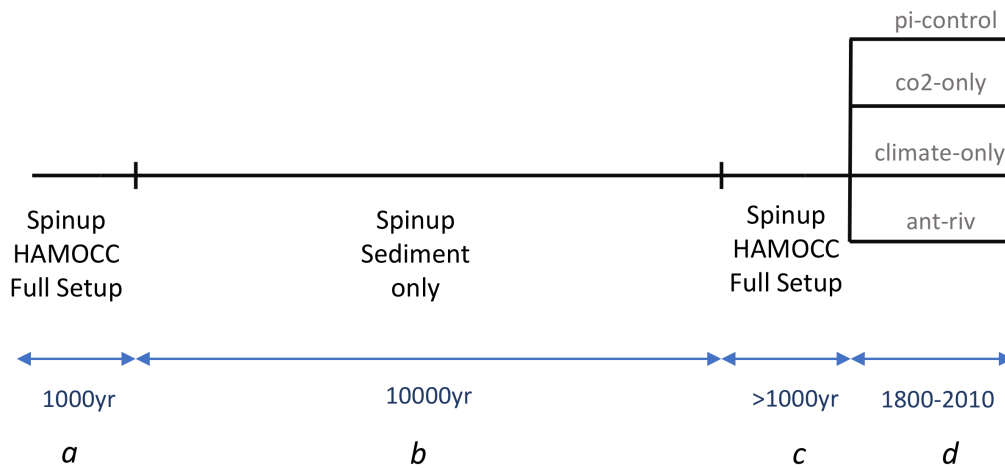 pi-control
co2-only
climate-only
ant-riv
Spinup
HAMOCC
Full Setup
Spinup
Sediment
only
Spinup
HAMOCC
Full Setup
1000yr
10000yr
>1000yr
1800-2010
a
b
c
d